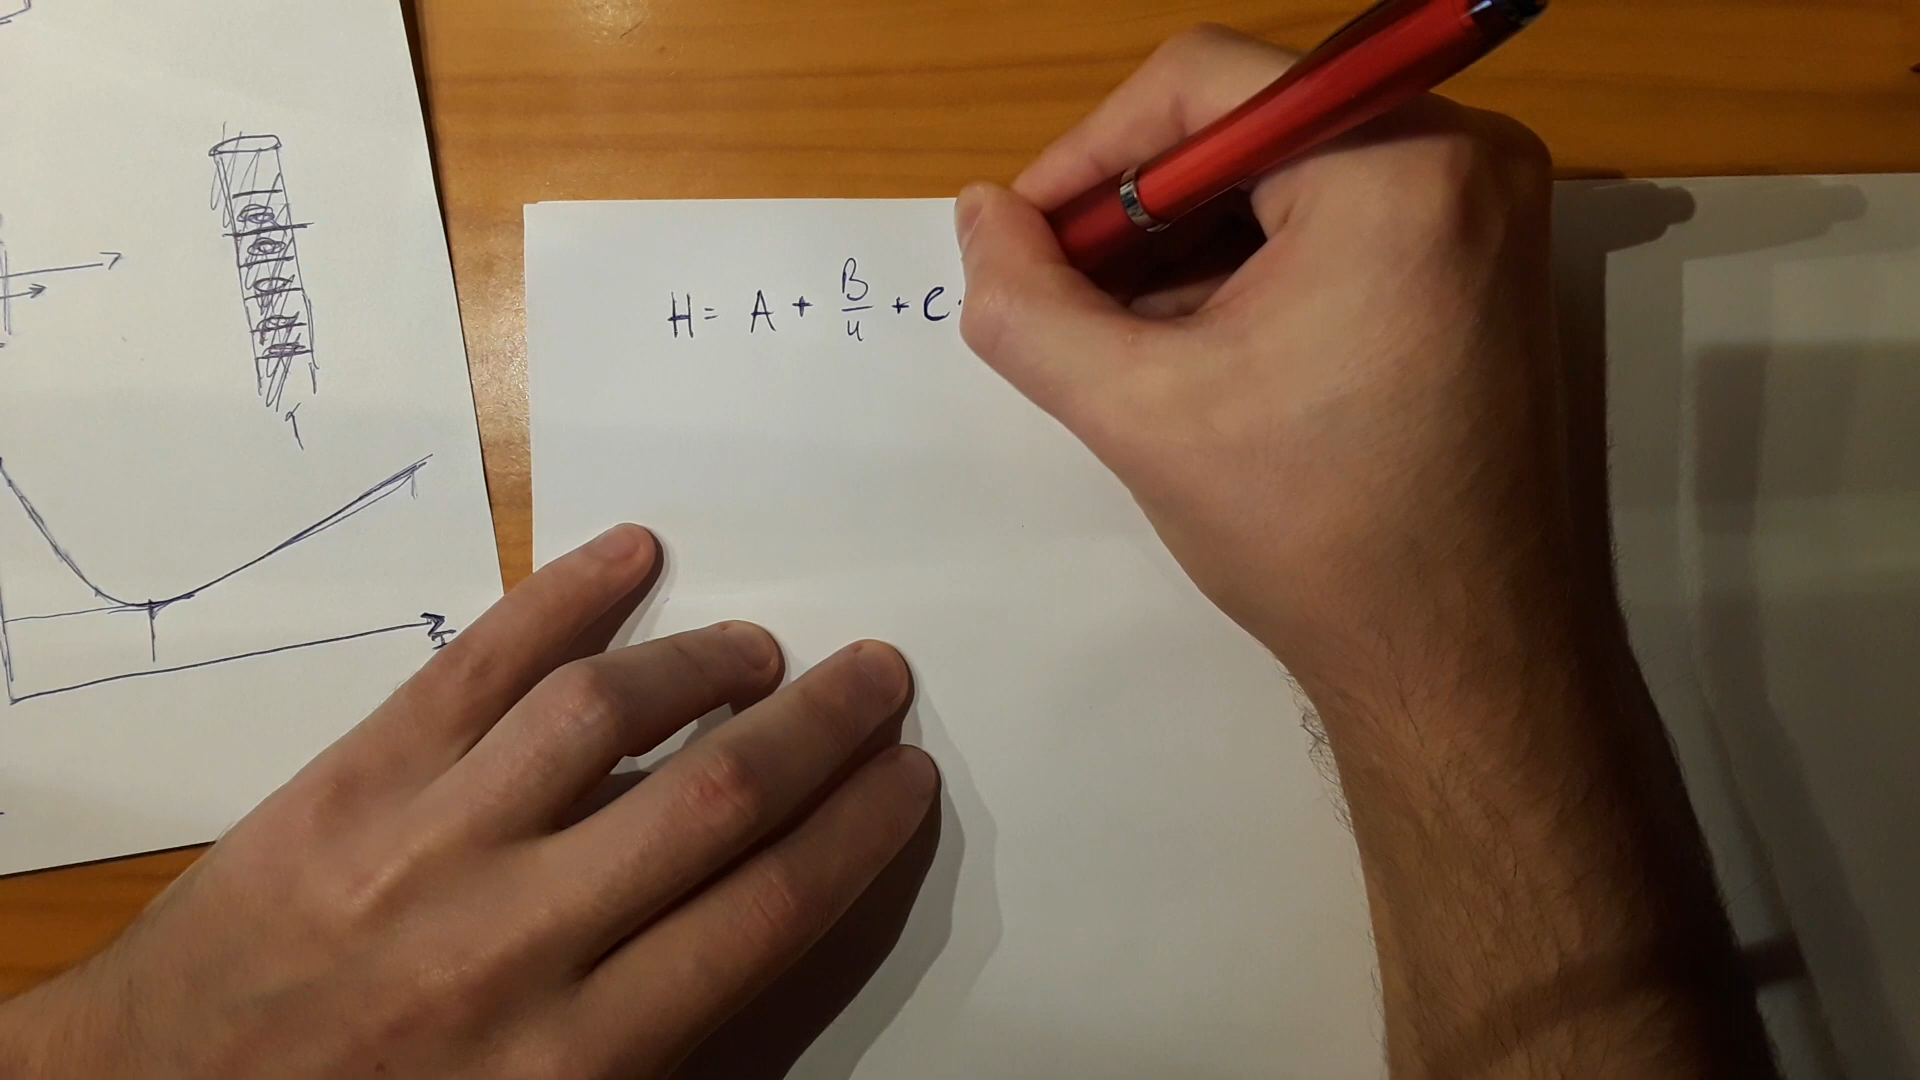 H = A + B/u + C ·